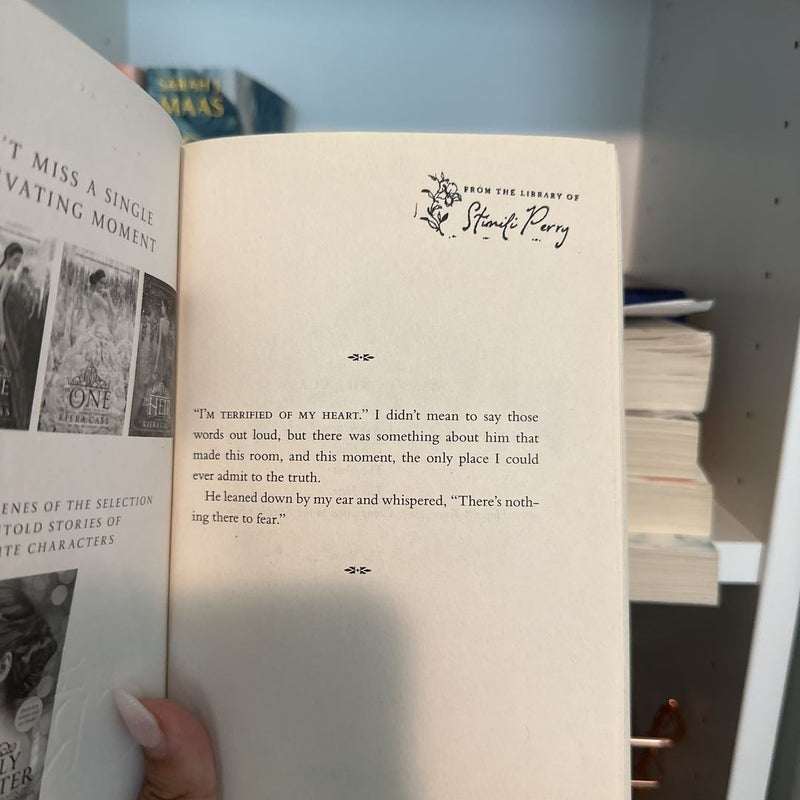 SARAH J.
MAAS
'T MISS A SINGLE
VATING MOMENT
ONE
KIERA CASS
HEIR
KIERA CASS
ENES OF THE SELECTION
TOLD STORIES OF
ITE CHARACTERS
LY
TER
FROM THE LIBRARY OF
Stimili Perry
"I'M TERRIFIED OF MY HEART." I didn't mean to say those
words out loud, but there was something about him that
made this room, and this moment, the only place I could
ever admit to the truth.
He leaned down by my ear and whispered, "There's noth-
ing there to fear."